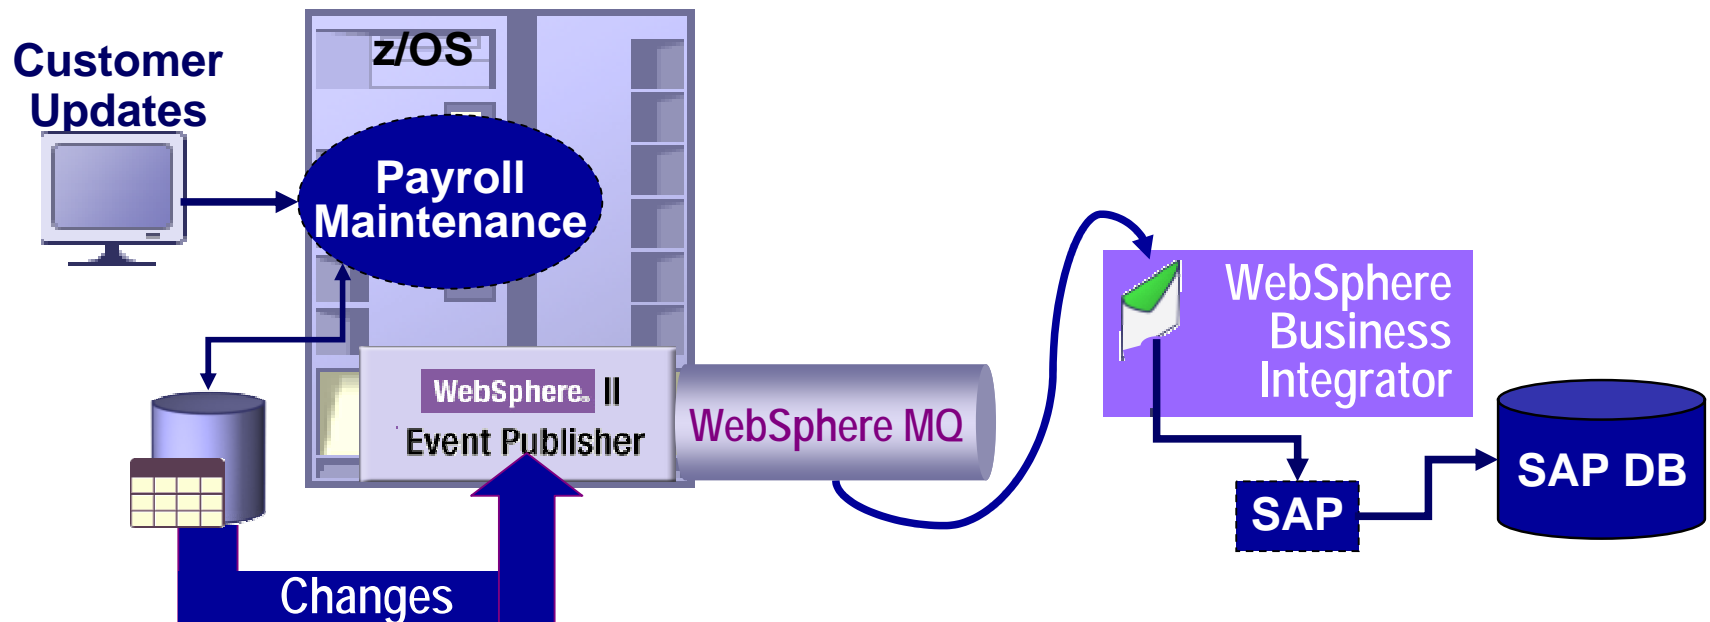 Customer
Updates
z/OS
Payroll
Maintenance
WebSphere II
Event Publisher
WebSphere MQ
Changes
WebSphere
Business
Integrator
SAP
SAP DB